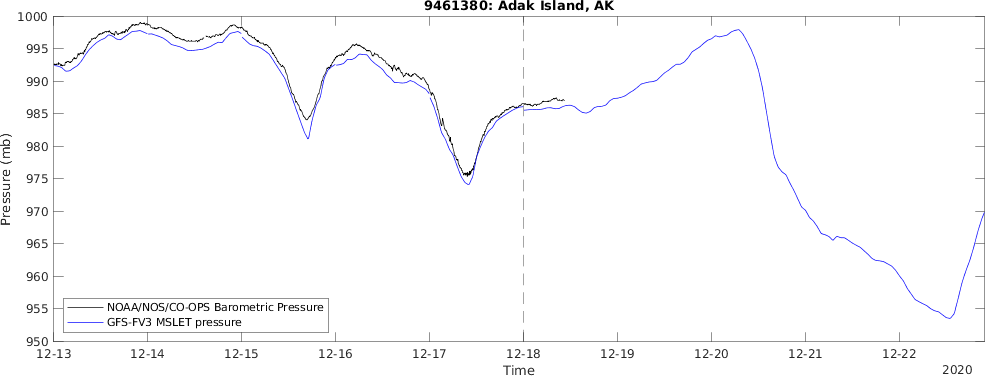 9461380: Adak Island, AK
1000
995
990
985
980
975
970
965
960
955
950
Pressure (mb)
NOAA/NOS/CO-OPS Barometric Pressure
GFS-FV3 MSLET pressure
12-13 12-14 12-15 12-16 12-17 12-18 12-19 12-20 12-21 12-22
Time
2020